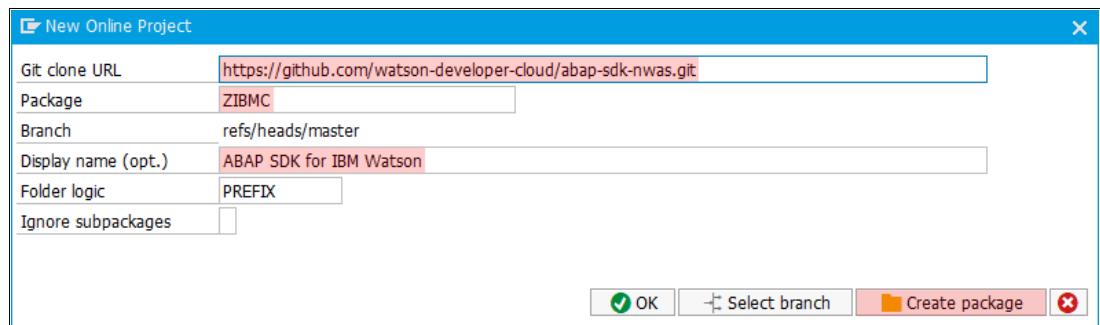 New Online Project
Git clone URL https://github.com/watson-developer-cloud/abap-sdk-nwas.git
Package ZIBMC
Branch refs/heads/master
Display name (opt.) ABAP SDK for IBM Watson
Folder logic PREFIX
Ignore subpackages
OK Select branch Create package